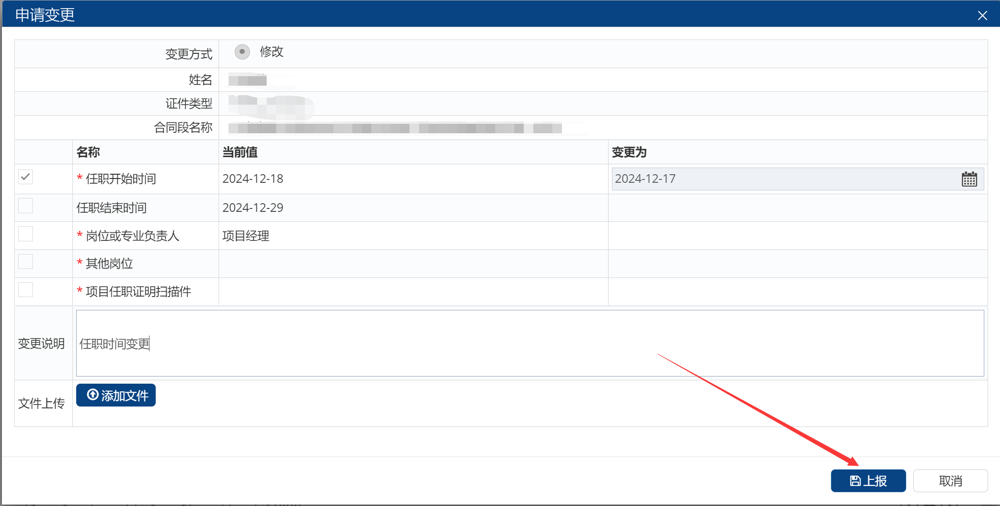 申请变更
变更方式 修改
姓名
证件类型
合同段名称
名称 当前值 变更为
* 任职开始时间 2024-12-18 2024-12-17
任职结束时间 2024-12-29
* 岗位或专业负责人 项目经理
* 其他岗位
* 项目任职证明扫描件
变更说明 任职时间变更
文件上传 添加文件
上报 取消